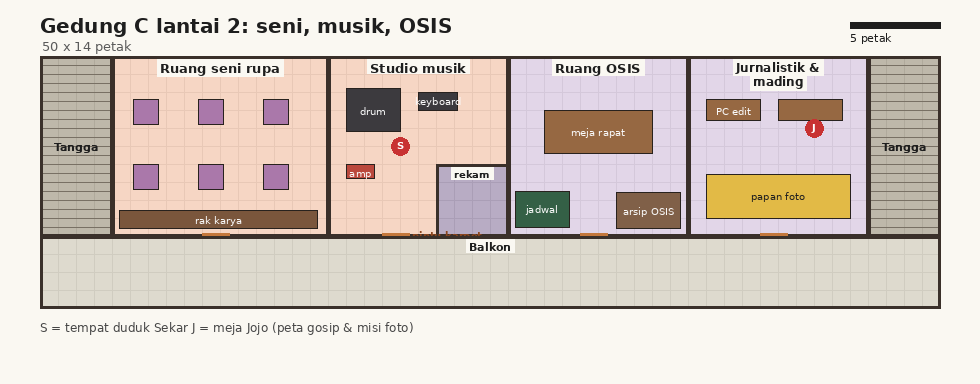 Gedung C lantai 2: seni, musik, OSIS
50 x 14 petak
5 petak
Ruang seni rupa
Studio musik
Ruang OSIS
Jurnalistik &
mading
drum
keyboard
PC edit
meja rapat
J
Tangga
S
Tangga
amp
rekam
papan foto
jadwal
arsip OSIS
rak karya
Balkon
S = tempat duduk Sekar J = meja Jojo (peta gosip & misi foto)